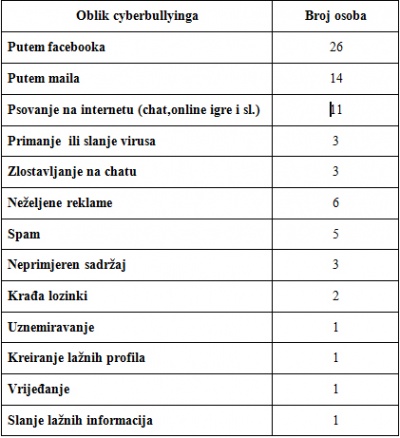 Oblik cyberbullyinga Broj osoba
Putem facebooka 26
Putem maila 14
Psovanje na internetu (chat,online igre i sl.) 11
Primanje ili slanje virusa 3
Zlostavljanje na chatu 3
Neželjene reklame 6
Spam 5
Neprimjeren sadržaj 3
Krađa lozinki 2
Uznemiravanje 1
Kreiranje lažnih profila 1
Vrijeđanje 1
Slanje lažnih informacija 1